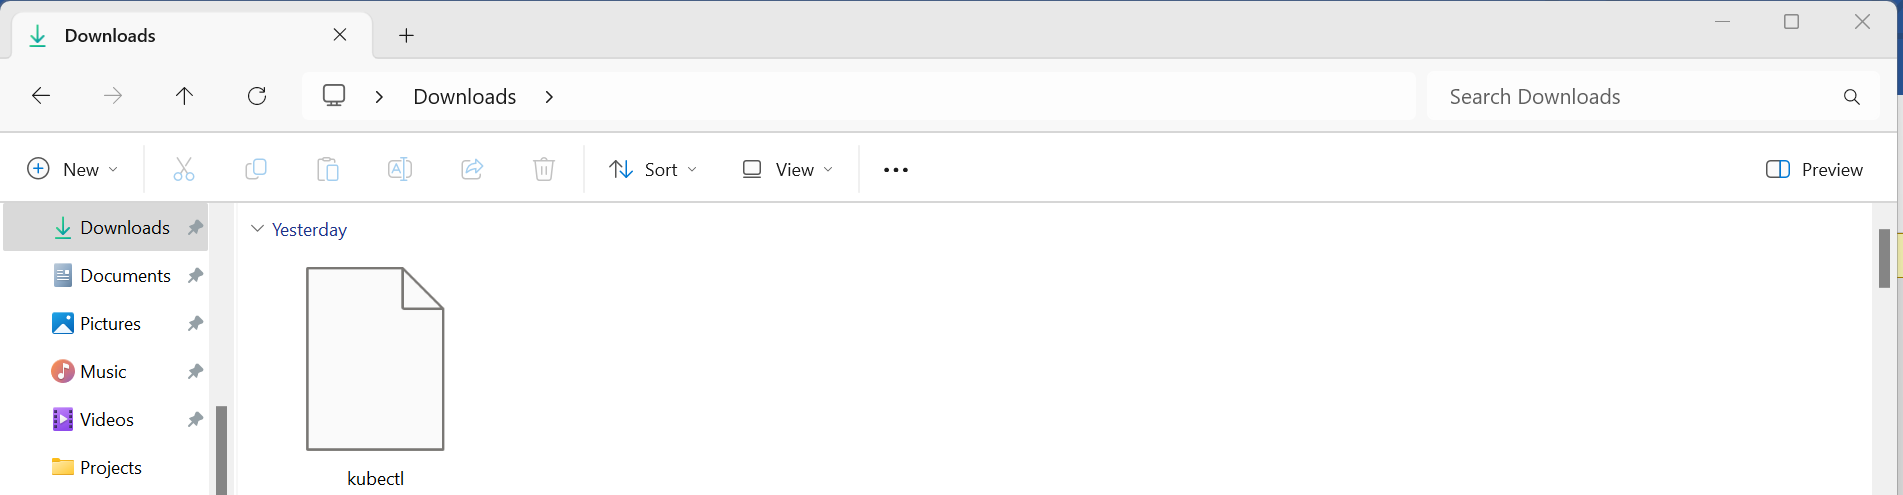 Downloads
Downloads
Search Downloads
New
Sort
View
Preview
Downloads
Documents
Pictures
Music
Videos
Projects
Yesterday
kubectl